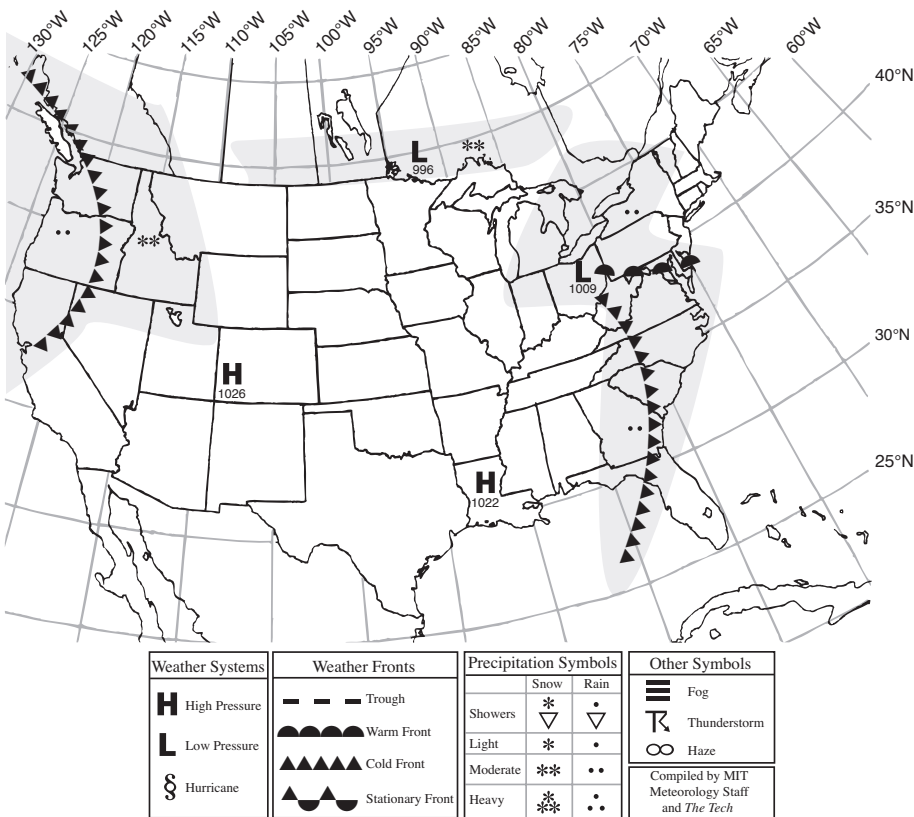 130°W 125°W 120°W 115°W 110°W 105°W 100°W 95°W 90°W 85°W 80°W 75°W 70°W 65°W 60°W
40°N
35°N
30°N
25°N
L
996
**
**
L
1009
H
1026
H
1022
Weather Systems
H High Pressure
L Low Pressure
§ Hurricane
Weather Fronts
Trough
Warm Front
Cold Front
Stationary Front
Precipitation Symbols
Snow Rain
Showers
Light
Moderate
Heavy
Other Symbols
Fog
Thunderstorm
Haze
Compiled by MIT
Meteorology Staff
and The Tech